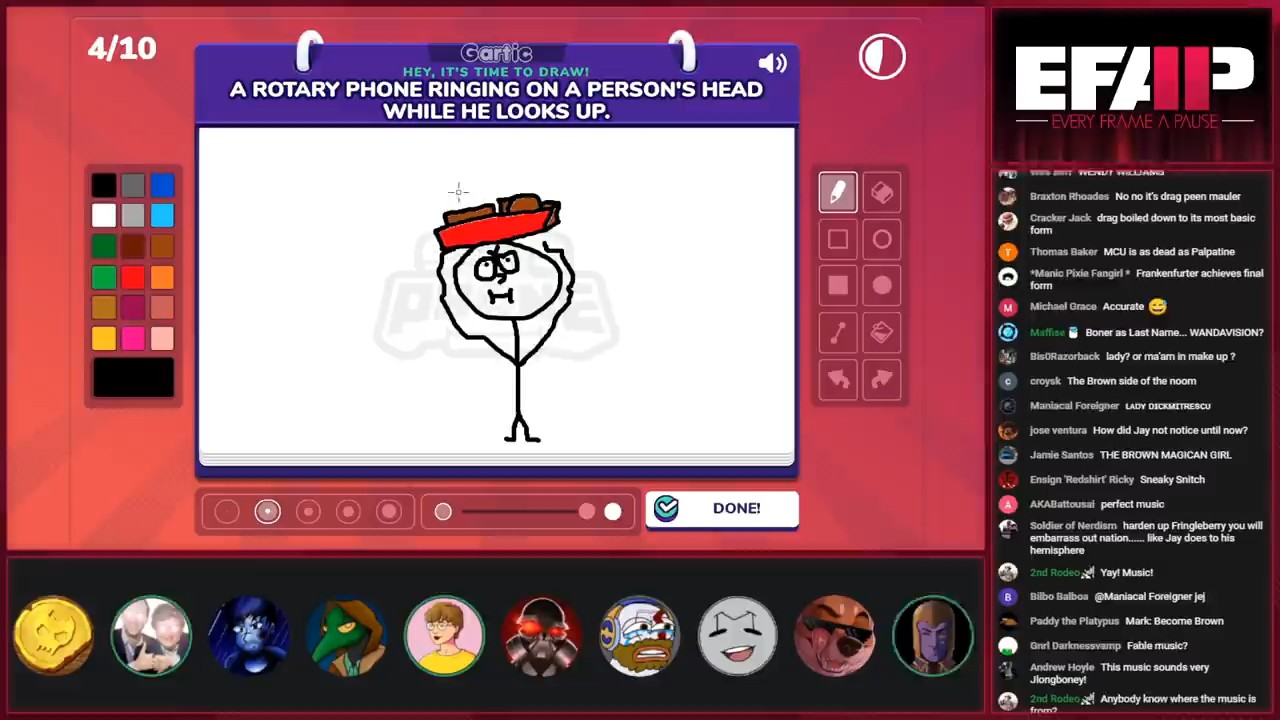 4/10
Gartic
HEY, IT'S TIME TO DRAW!
A ROTARY PHONE RINGING ON A PERSON'S HEAD
WHILE HE LOOKS UP.
PHONE
DONE!
EFAP
EVERY FRAME A PAUSE
WENDY WILLIAMS
Braxton Rhoades No no it's drag peen mauler
Cracker Jack drag boiled down to its most basic
form
Thomas Baker MCU is as dead as Palpatine
*Manic Pixie Fangirl * Frankenfurter achieves final
form
Michael Grace Accurate 😅
Maffise Boner as Last Name... WANDAVISION?
Bis0Razorback lady? or ma'am in make up ?
croysk The Brown side of the noom
Maniacal Foreigner LADY DICKMITRESCU
jose ventura How did Jay not notice until now?
Jamie Santos THE BROWN MAGICAN GIRL
Ensign 'Redshirt' Ricky Sneaky Snitch
AKABattousai perfect music
Soldier of Nerdism harden up Fringleberry you will
embarrass out nation...... like Jay does to his
hemisphere
2nd Rodeo Yay! Music!
Bilbo Balboa @Maniacal Foreigner jej
Paddy the Platypus Mark: Become Brown
Gnrl Darknessvamp Fable music?
Andrew Hoyle This music sounds very
Jlongboney!
2nd Rodeo Anybody know where the music is
from?